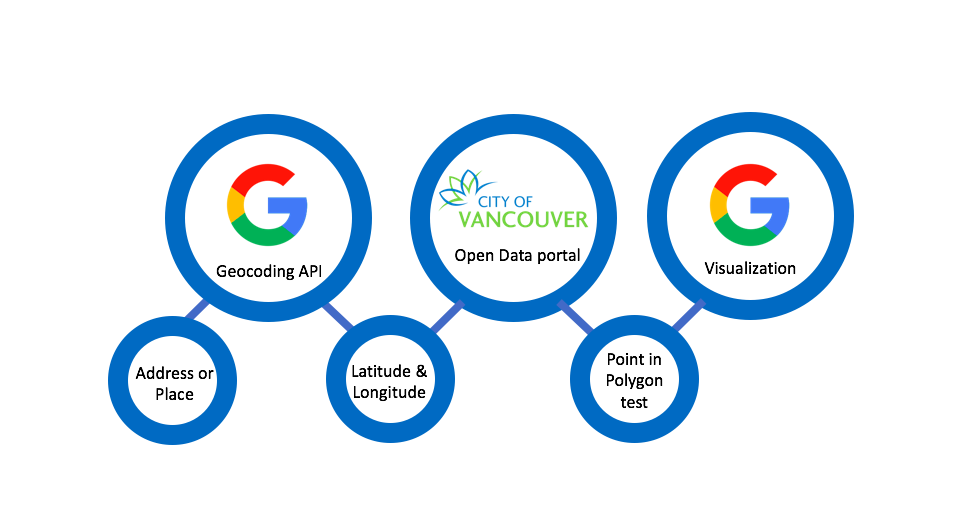 Geocoding API
CITY OF
VANCOUVER
Open Data portal
Visualization
Address or
Place
Latitude &
Longitude
Point in
Polygon
test